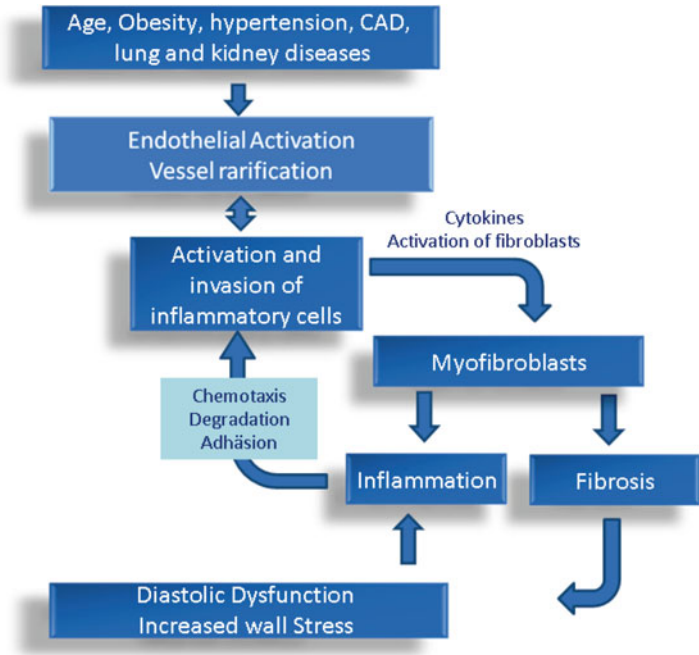 Age, Obesity, hypertension, CAD,
lung and kidney diseases
Endothelial Activation
Vessel rarification
Cytokines
Activation of fibroblasts
Activation and
invasion of
inflammatory cells
Myofibroblasts
Chemotaxis
Degradation
Adhäsion
Inflammation
Fibrosis
Diastolic Dysfunction
Increased wall Stress